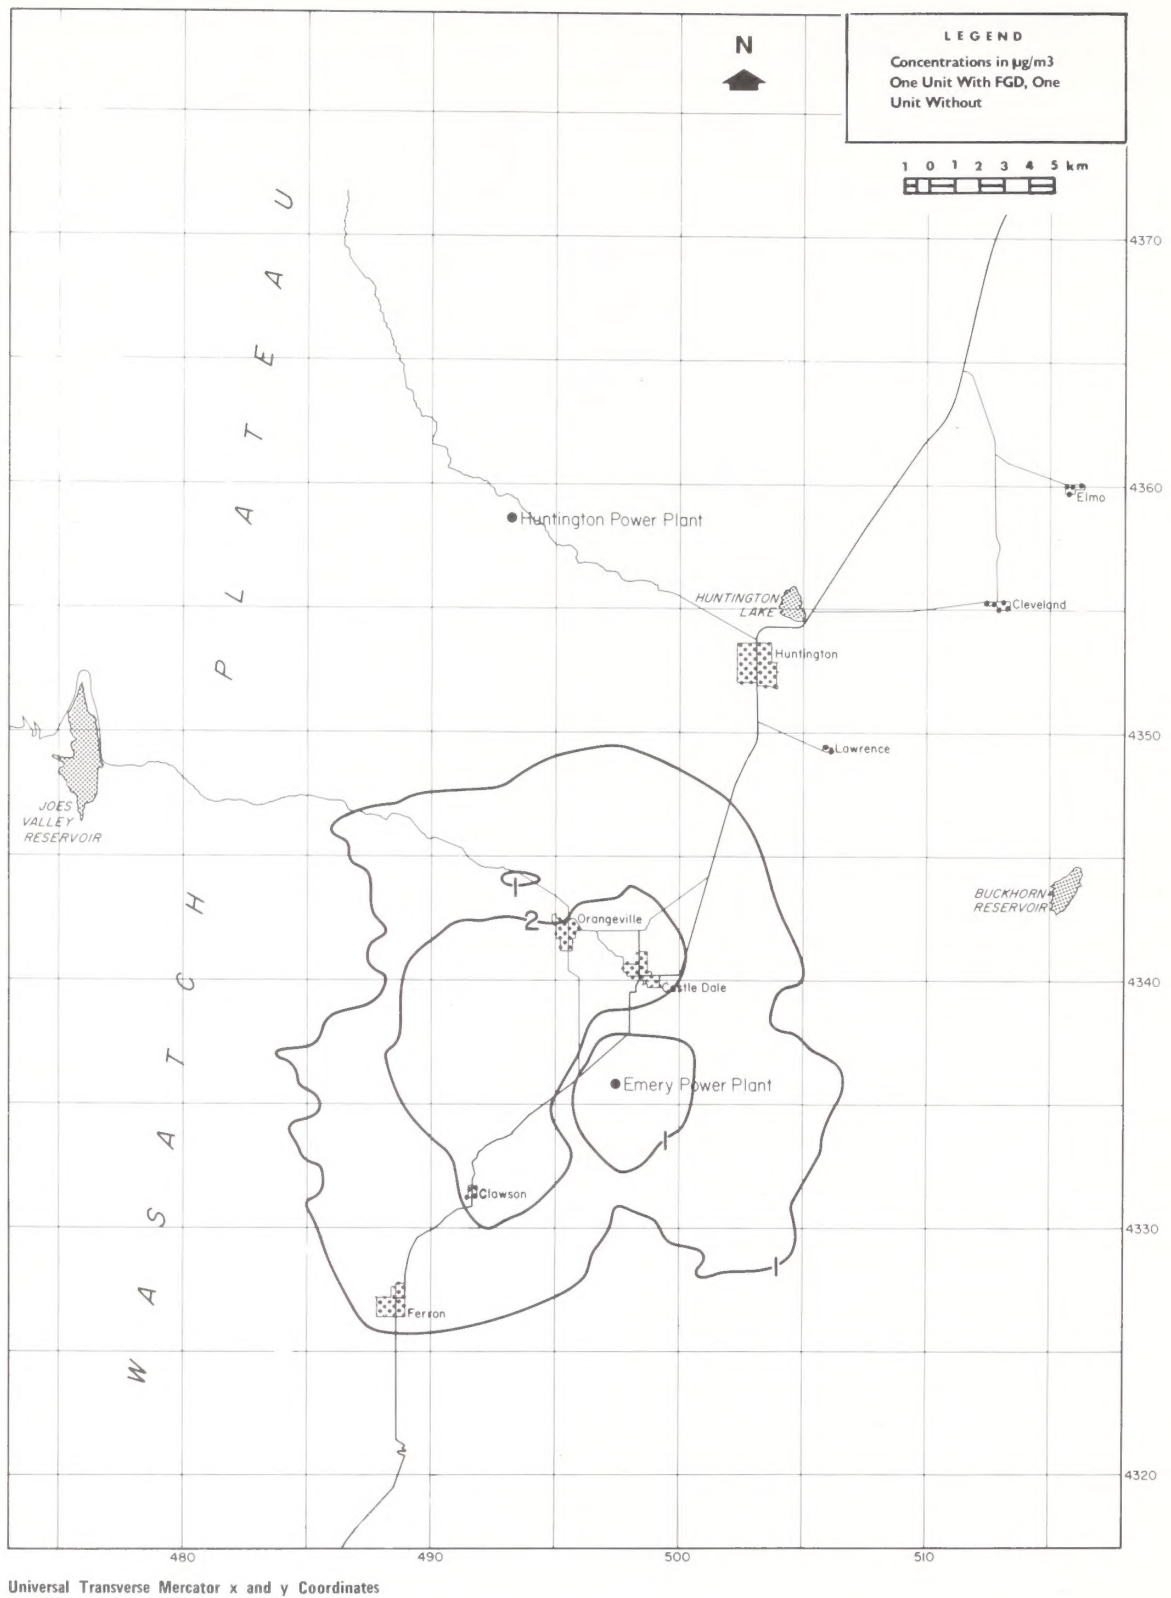 N
LEGEND
Concentrations in µg/m3
One Unit With FGD, One
Unit Without
1 0 1 2 3 4 5 km
WASATCH PLATEAU
4370
4360
Elmo
Huntington Power Plant
HUNTINGTON
LAKE
Cleveland
Huntington
4350
Lawrence
JOES
VALLEY
RESERVOIR
1
BUCKHORN
RESERVOIR
2
Orangeville
4340
Castle Dale
Emery Power Plant
1
Clawson
4330
1
Ferron
4320
480
490
500
510
Universal Transverse Mercator x and y Coordinates